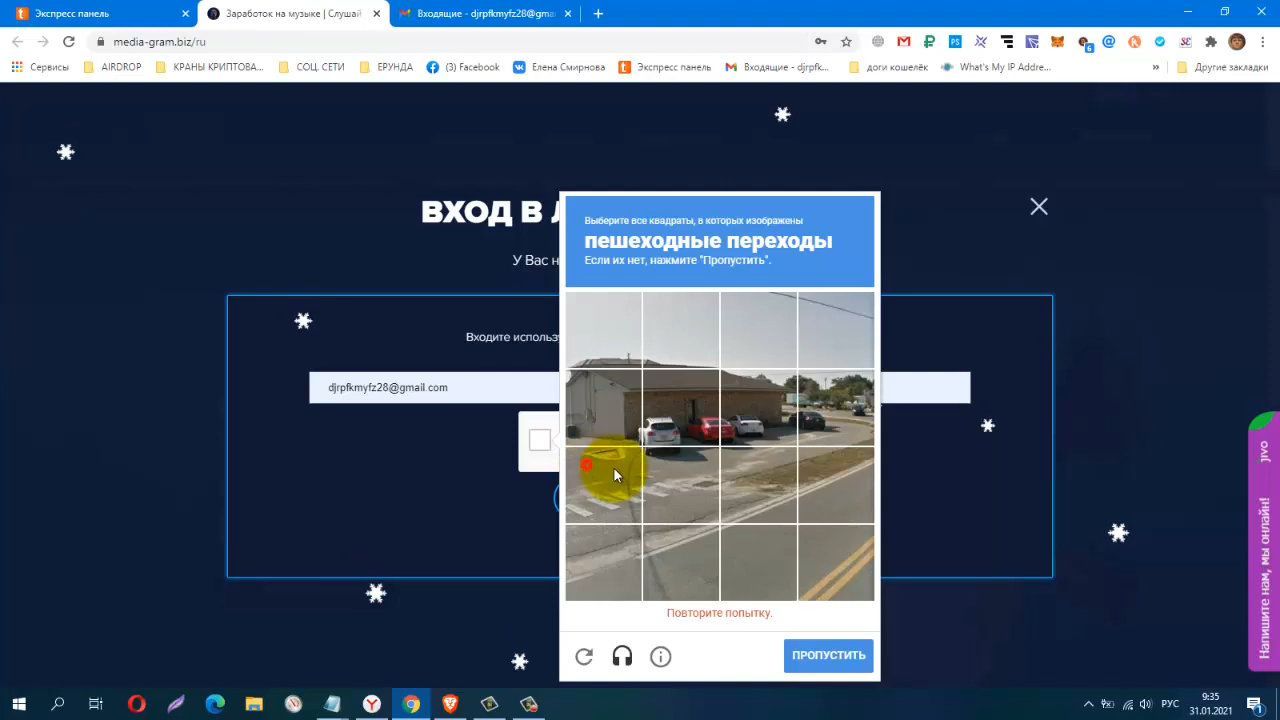 Экспресс панель
Заработок на музыке | Слушай
Входящие - djrpfkmyfz28@gmai
media-gram.biz/ru
Сервисы
AIRDROP
КРАНЫ КРИПТОВА...
СОЦ. СЕТИ
ЕРУНДА
(3) Facebook
Елена Смирнова
Экспресс панель
Входящие - djrpfk...
доги кошелёк
What's My IP Addre...
»
Другие закладки
ВХОД В Л
У Вас н
Входите использ
djrpfkmyfz28@gmail.com
Выберите все квадраты, в которых изображены
пешеходные переходы
Если их нет, нажмите "Пропустить".
Повторите попытку.
ПРОПУСТИТЬ
Напишите нам, мы онлайн!
jivo
РУС
9:35
31.01.2021